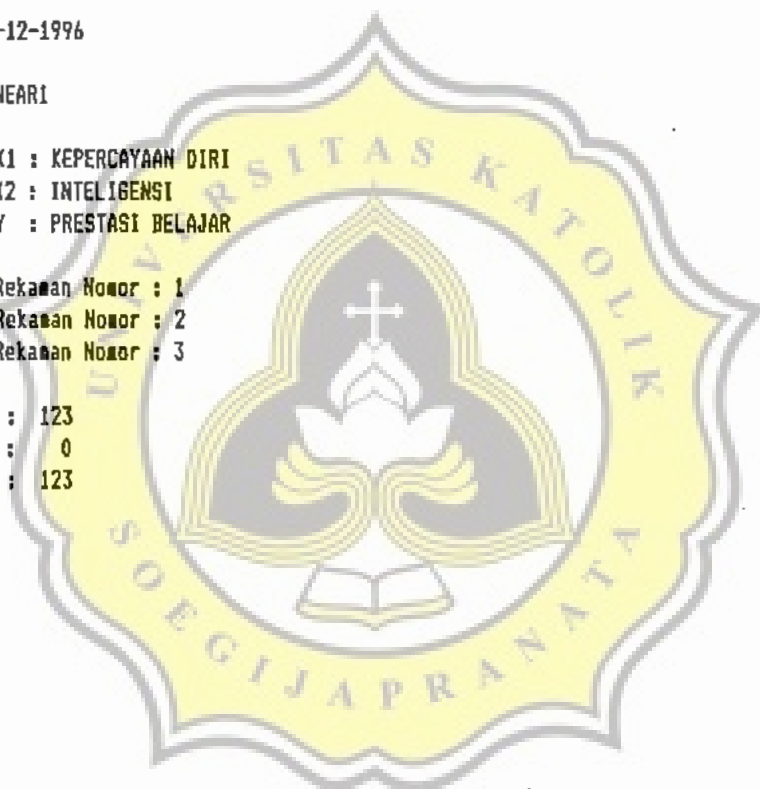 -12-1996
NEARI
X1 : KEPERCAYAAN DIRI
X2 : INTELIGENSI
Y : PRESTASI BELAJAR
Rekaman Nomor : 1
Rekaman Nomor : 2
Rekaman Nomor : 3
: 123
: 0
: 123
UNIVERSITAS KATOLIK
SOEGIJAPRANATA